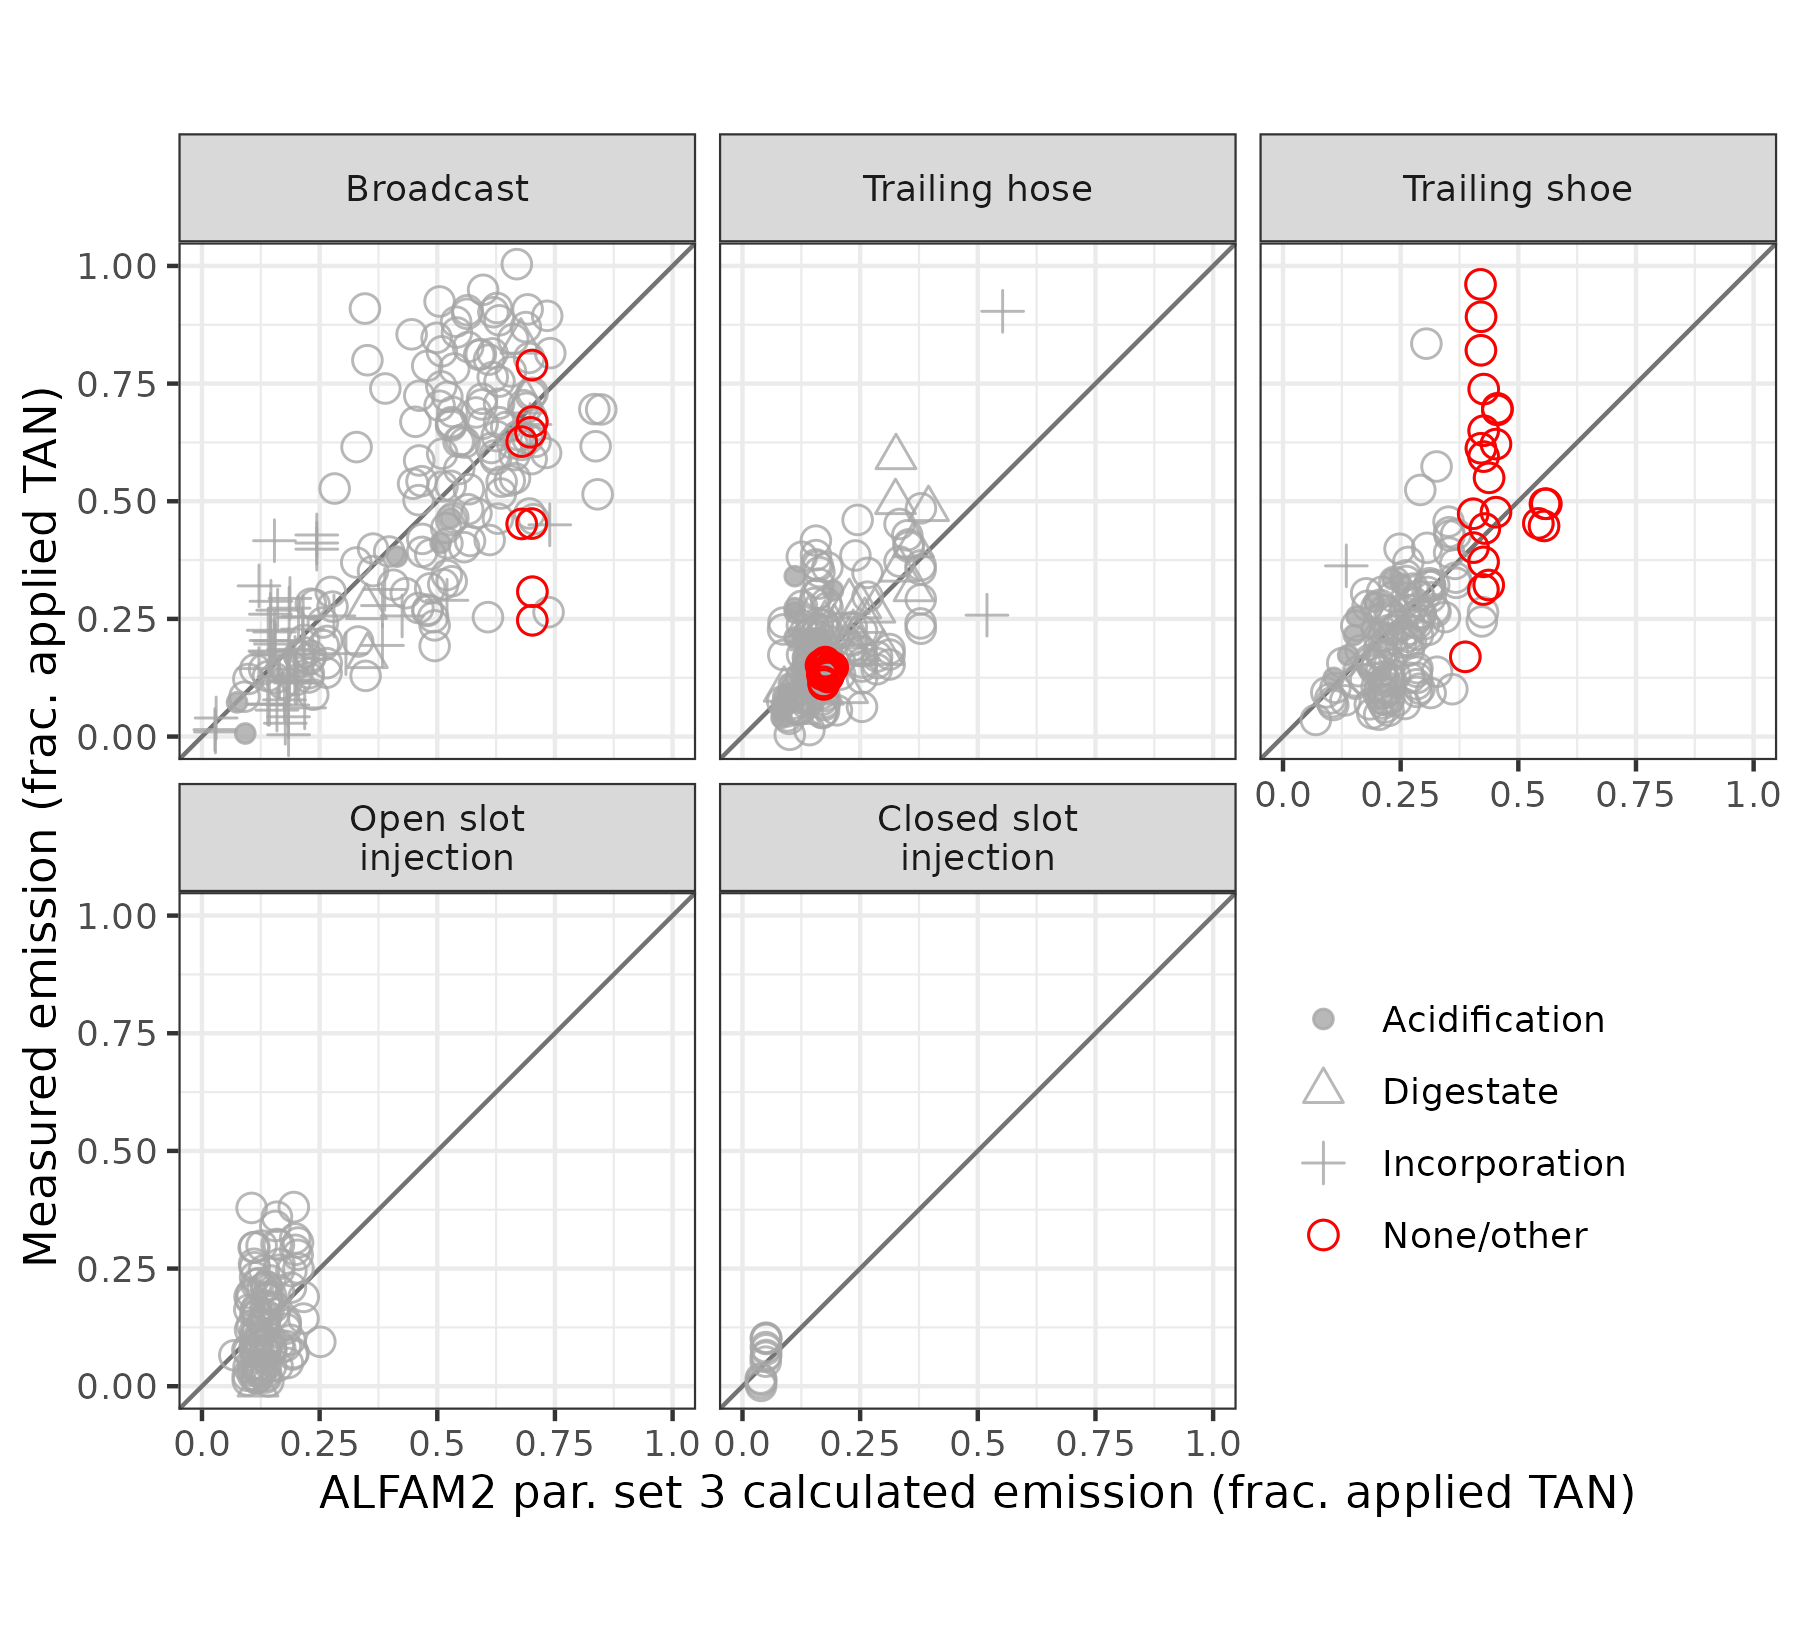 Broadcast
Trailing hose
Trailing shoe
1.00
0.75
0.50
0.25
0.00
0.0 0.25 0.5 0.75 1.0
Open slot
injection
Closed slot
injection
1.00
0.75
0.50
0.25
0.00
0.0 0.25 0.5 0.75 1.0
0.0 0.25 0.5 0.75 1.0
Acidification
Digestate
Incorporation
None/other
Measured emission (frac. applied TAN)
ALFAM2 par. set 3 calculated emission (frac. applied TAN)